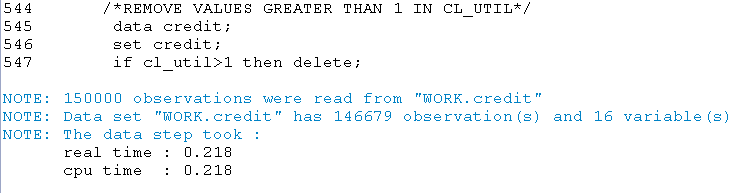 544         /*REMOVE VALUES GREATER THAN 1 IN CL_UTIL*/
545       data credit;
546       set credit;
547       if cl_util>1 then delete;
NOTE: 150000 observations were read from "WORK.credit"
NOTE: Data set "WORK.credit" has 146679 observation(s) and 16 variable(s)
NOTE: The data step took :
      real time : 0.218
      cpu time  : 0.218